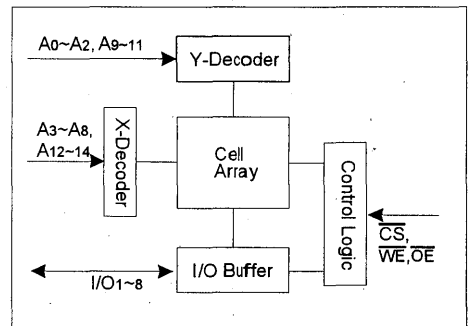 A0~A2, A9~11
Y-Decoder
A3~A8,
A12~14
X-Decoder
Cell
Array
Control Logic
CS,
WE,OE
I/O1~8
I/O Buffer